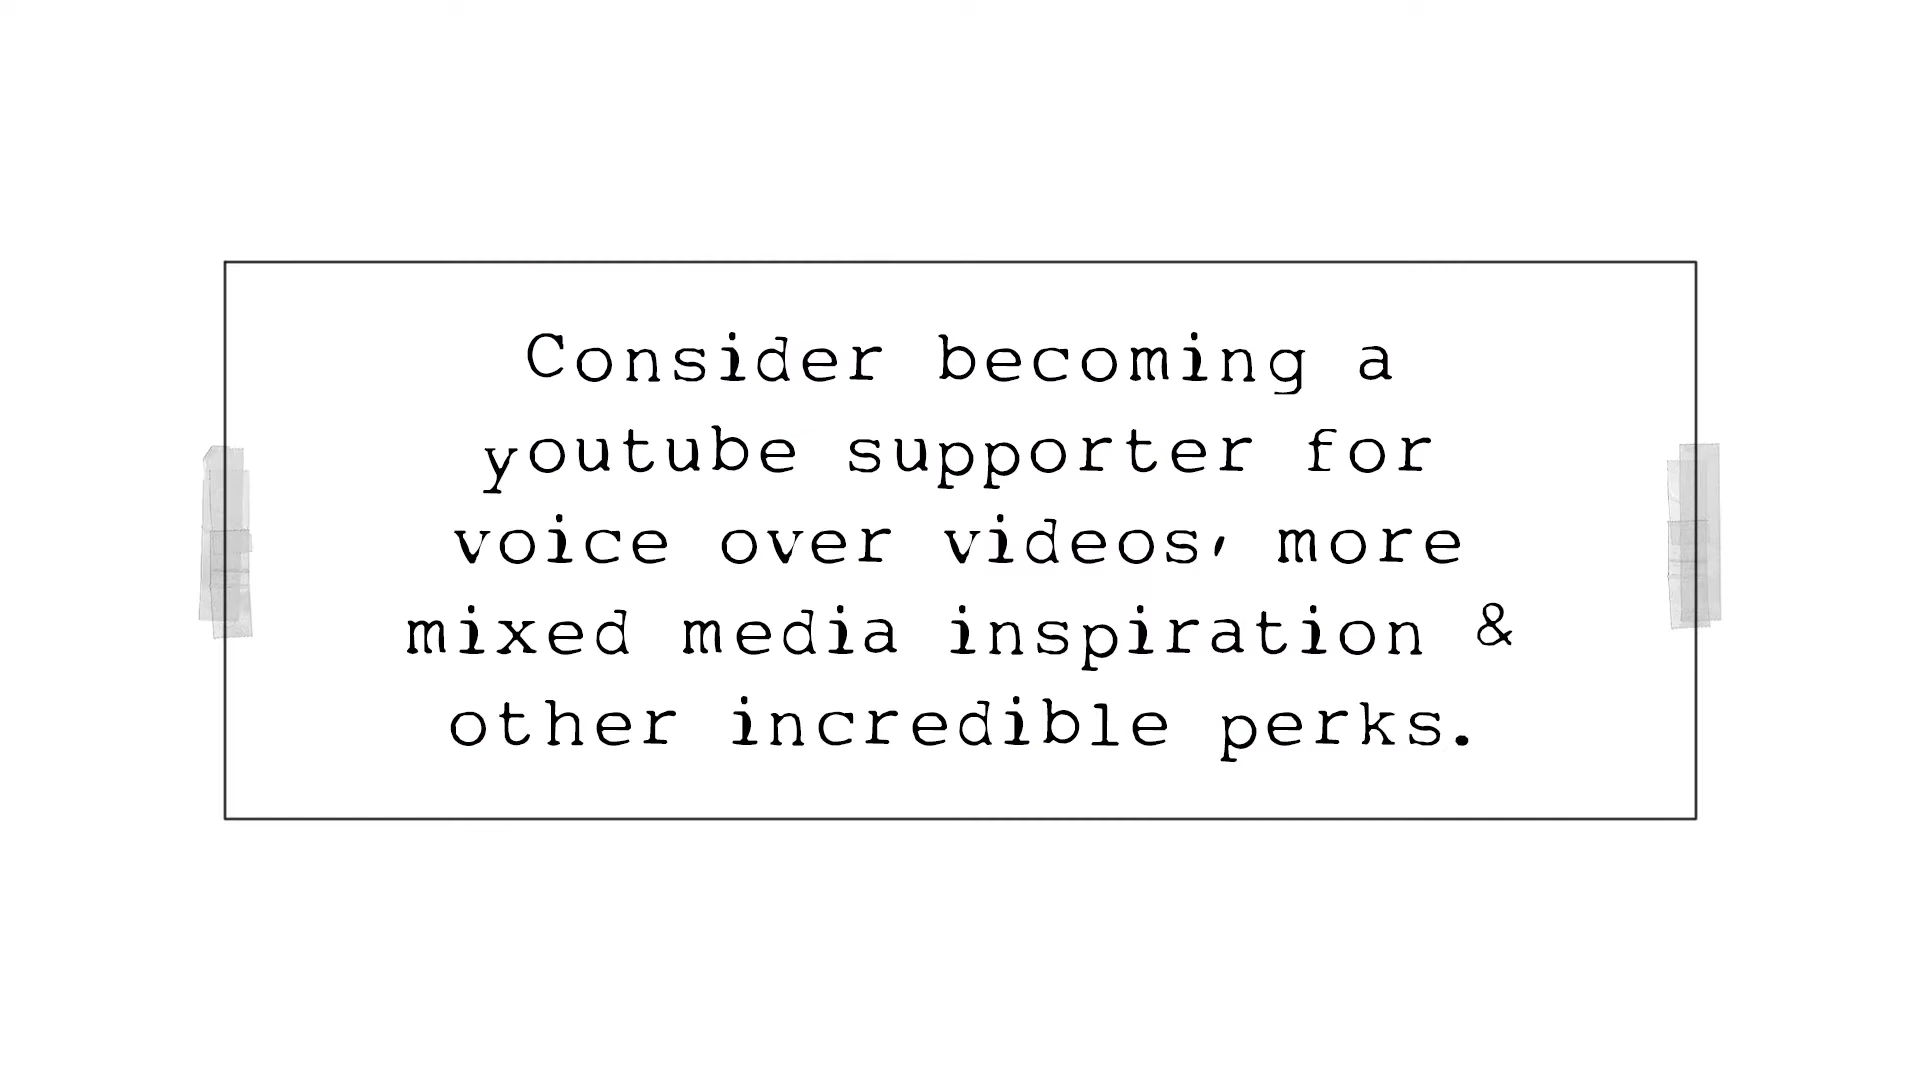 Consider becoming a
youtube supporter for
voice over videos, more
mixed media inspiration &
other incredible perks.